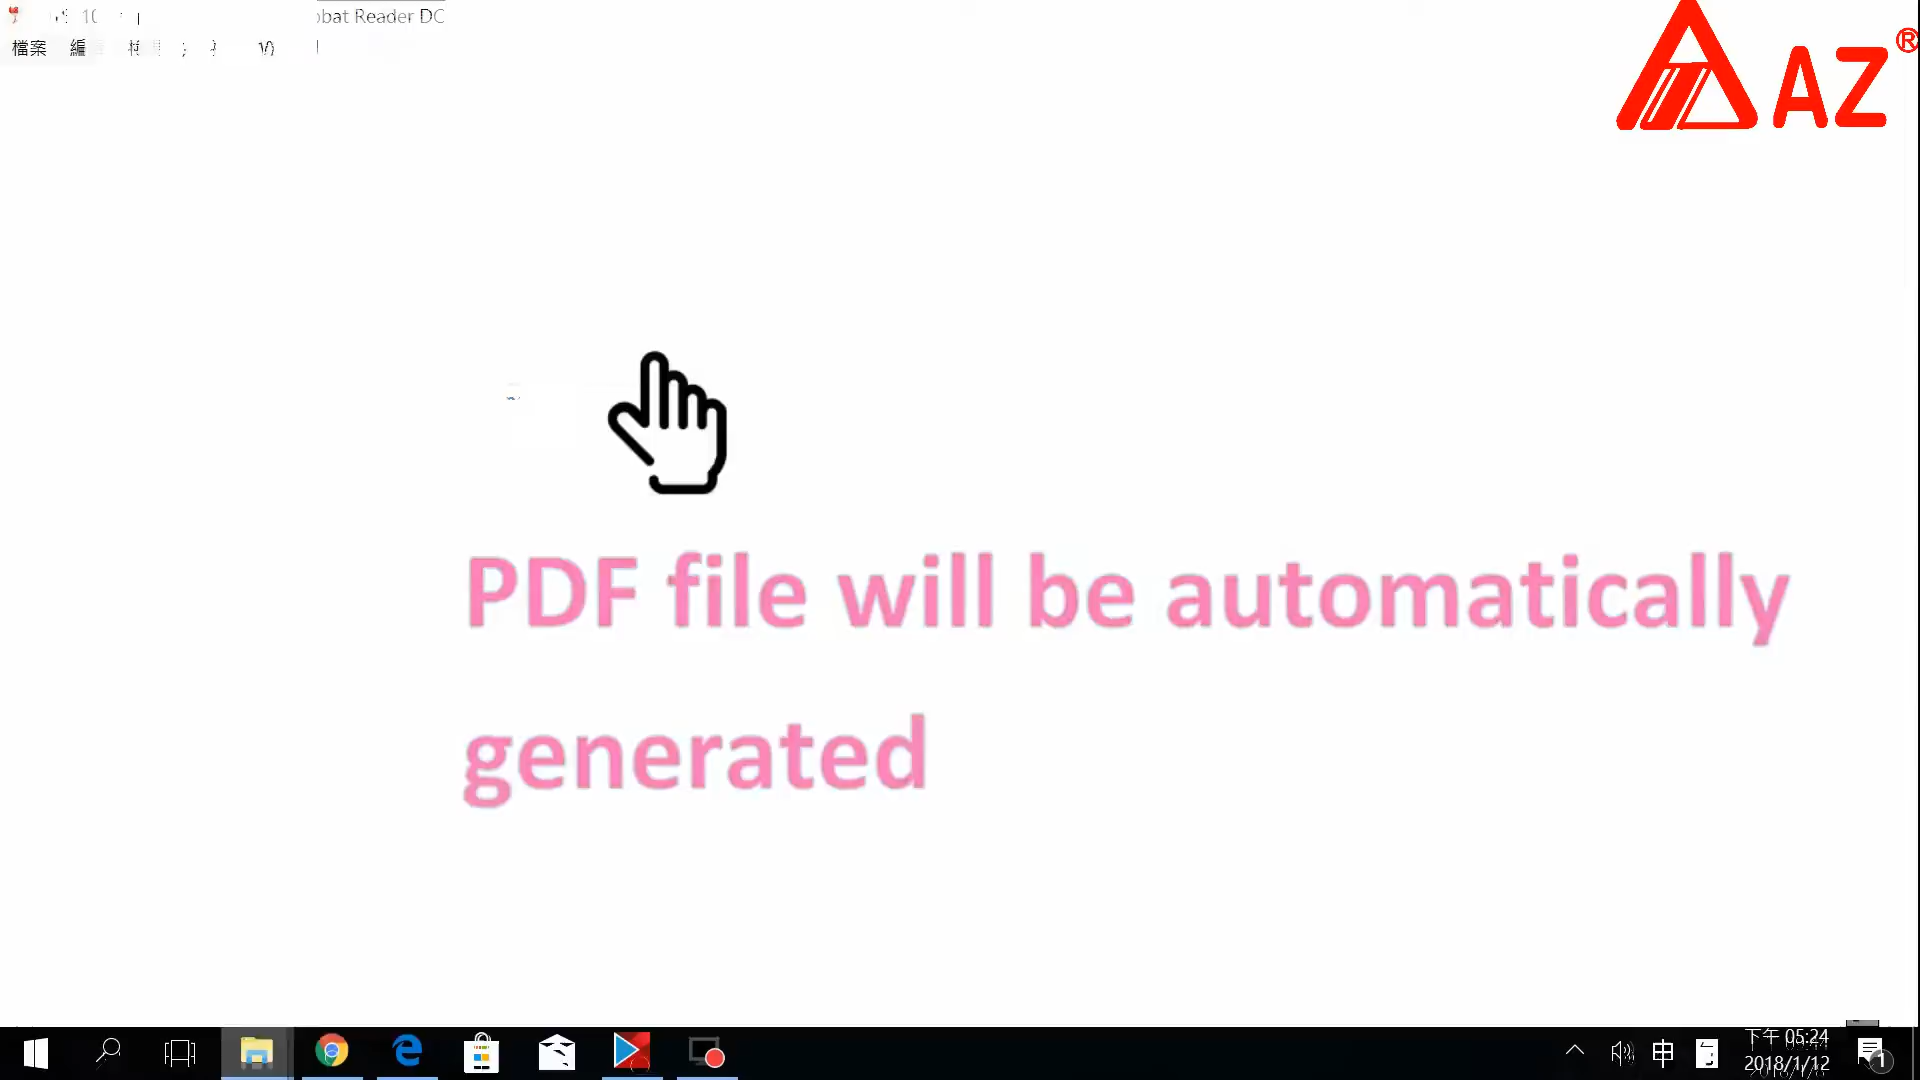 Reader DC
檔案
AZ®
PDF file will be automatically
generated
中
下午 05:24
2018/1/12
1